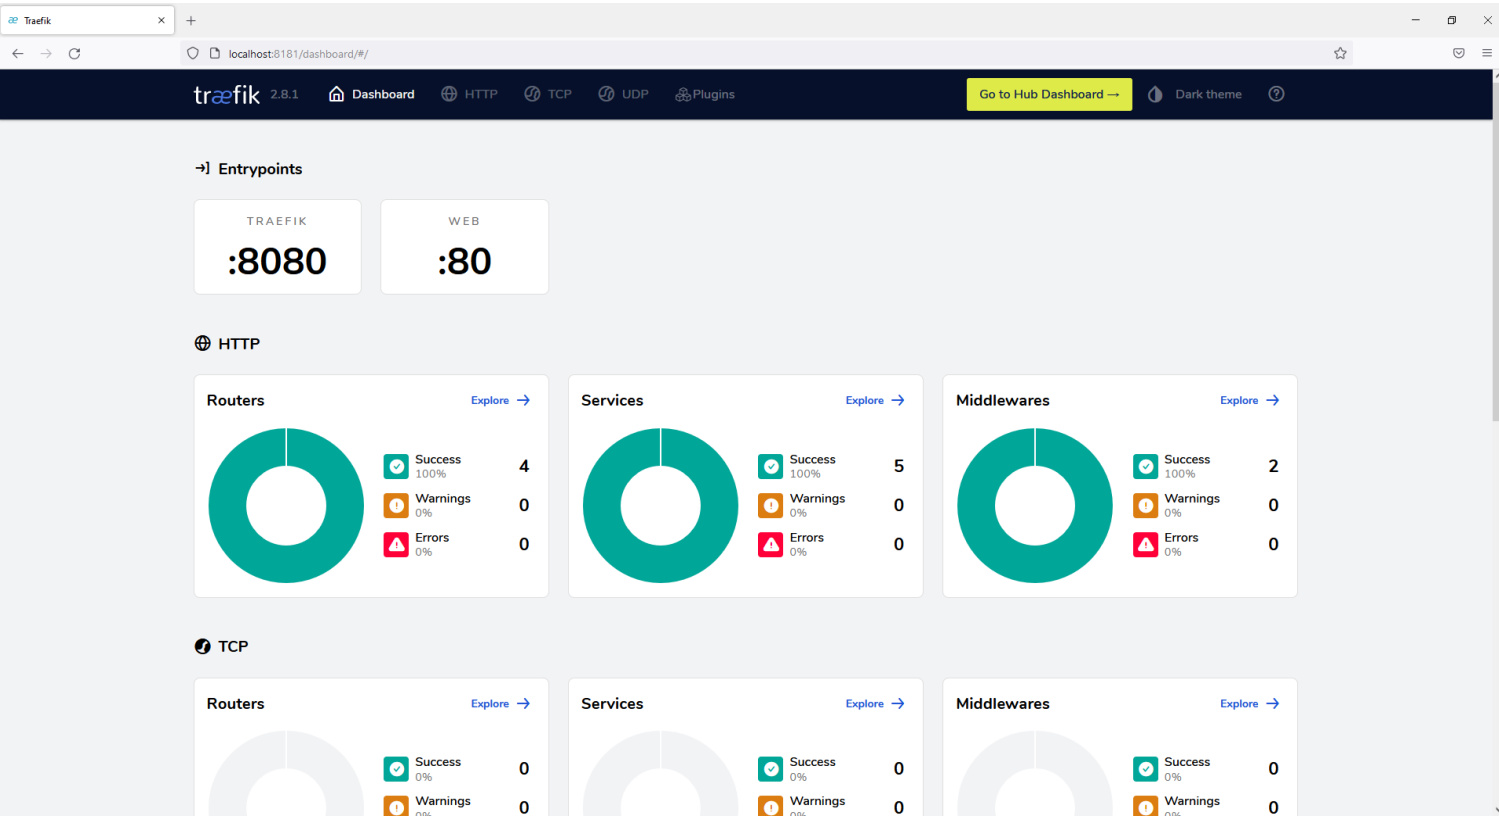 Traefik
localhost:8181/dashboard/#/
træfik 2.8.1 Dashboard HTTP TCP UDP Plugins Go to Hub Dashboard → Dark theme
Entrypoints
TRAEFIK
:8080
WEB
:80
HTTP
Routers Explore
Success 4
100%
Warnings 0
0%
Errors 0
0%
Services Explore
Success 5
100%
Warnings 0
0%
Errors 0
0%
Middlewares Explore
Success 2
100%
Warnings 0
0%
Errors 0
0%
TCP
Routers Explore
Success 0
0%
Warnings 0
0%
Services Explore
Success 0
0%
Warnings 0
0%
Middlewares Explore
Success 0
0%
Warnings 0
0%